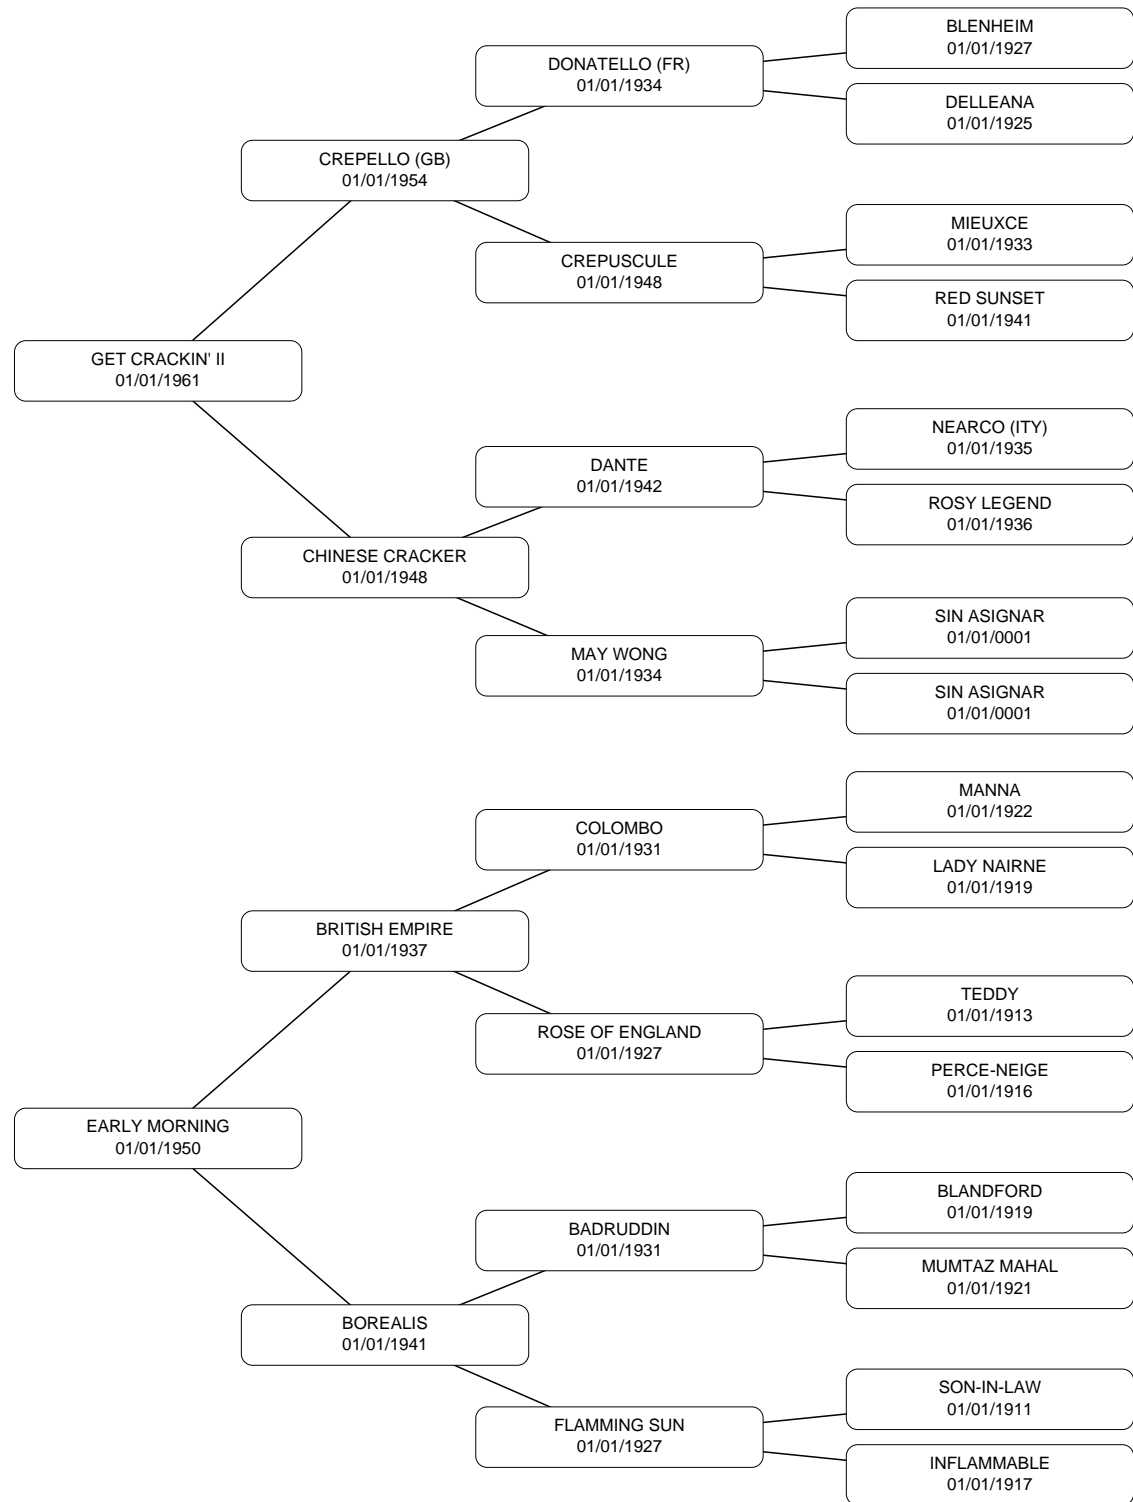 BLENHEIM
01/01/1927
DONATELLO (FR)
01/01/1934
DELLEANA
01/01/1925
CREPELLO (GB)
01/01/1954
MIEUXCE
01/01/1933
CREPUSCULE
01/01/1948
RED SUNSET
01/01/1941
GET CRACKIN' II
01/01/1961
NEARCO (ITY)
01/01/1935
DANTE
01/01/1942
ROSY LEGEND
01/01/1936
CHINESE CRACKER
01/01/1948
SIN ASIGNAR
01/01/0001
MAY WONG
01/01/1934
SIN ASIGNAR
01/01/0001
MANNA
01/01/1922
COLOMBO
01/01/1931
LADY NAIRNE
01/01/1919
BRITISH EMPIRE
01/01/1937
TEDDY
01/01/1913
ROSE OF ENGLAND
01/01/1927
PERCE-NEIGE
01/01/1916
EARLY MORNING
01/01/1950
BLANDFORD
01/01/1919
BADRUDDIN
01/01/1931
MUMTAZ MAHAL
01/01/1921
BOREALIS
01/01/1941
SON-IN-LAW
01/01/1911
FLAMMING SUN
01/01/1927
INFLAMMABLE
01/01/1917